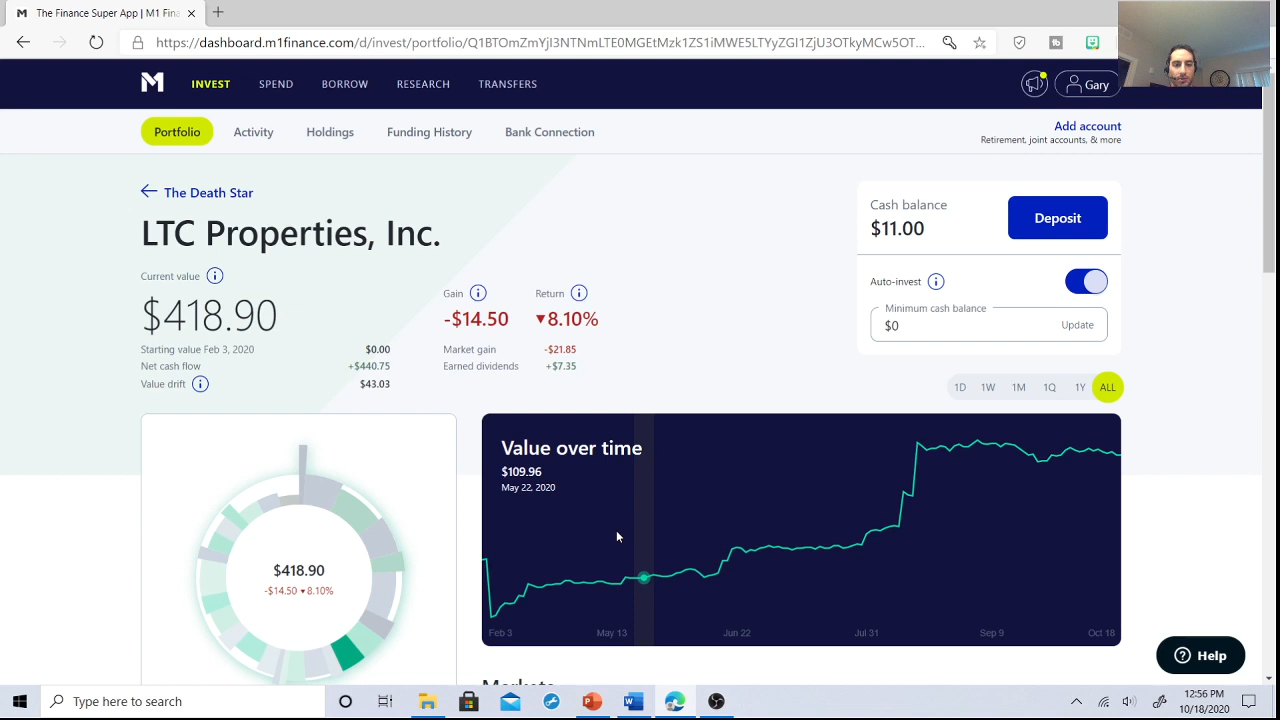 The Finance Super App | M1 Fina
https://dashboard.m1finance.com/d/invest/portfolio/Q1BTOmZmYjI3NTNmLTE0MGEtMzk1ZS1iMWE5LTYyZGI1ZjU3OTkyMCw5OT...
INVEST SPEND BORROW RESEARCH TRANSFERS
Gary
Portfolio Activity Holdings Funding History Bank Connection
Add account
Retirement, joint accounts, & more
The Death Star
LTC Properties, Inc.
Current value
$418.90
Starting value Feb 3, 2020 $0.00
Net cash flow +$440.75
Value drift $43.03
Gain Return
-$14.50 ▼8.10%
Market gain -$21.85
Earned dividends +$7.35
Cash balance
$11.00
Deposit
Auto-invest
Minimum cash balance
$0 Update
1D 1W 1M 1Q 1Y ALL
$418.90
-$14.50 ▼8.10%
Value over time
$109.96
May 22, 2020
Feb 3 May 13 Jun 22 Jul 31 Sep 9 Oct 18
Help
Type here to search
12:56 PM
10/18/2020